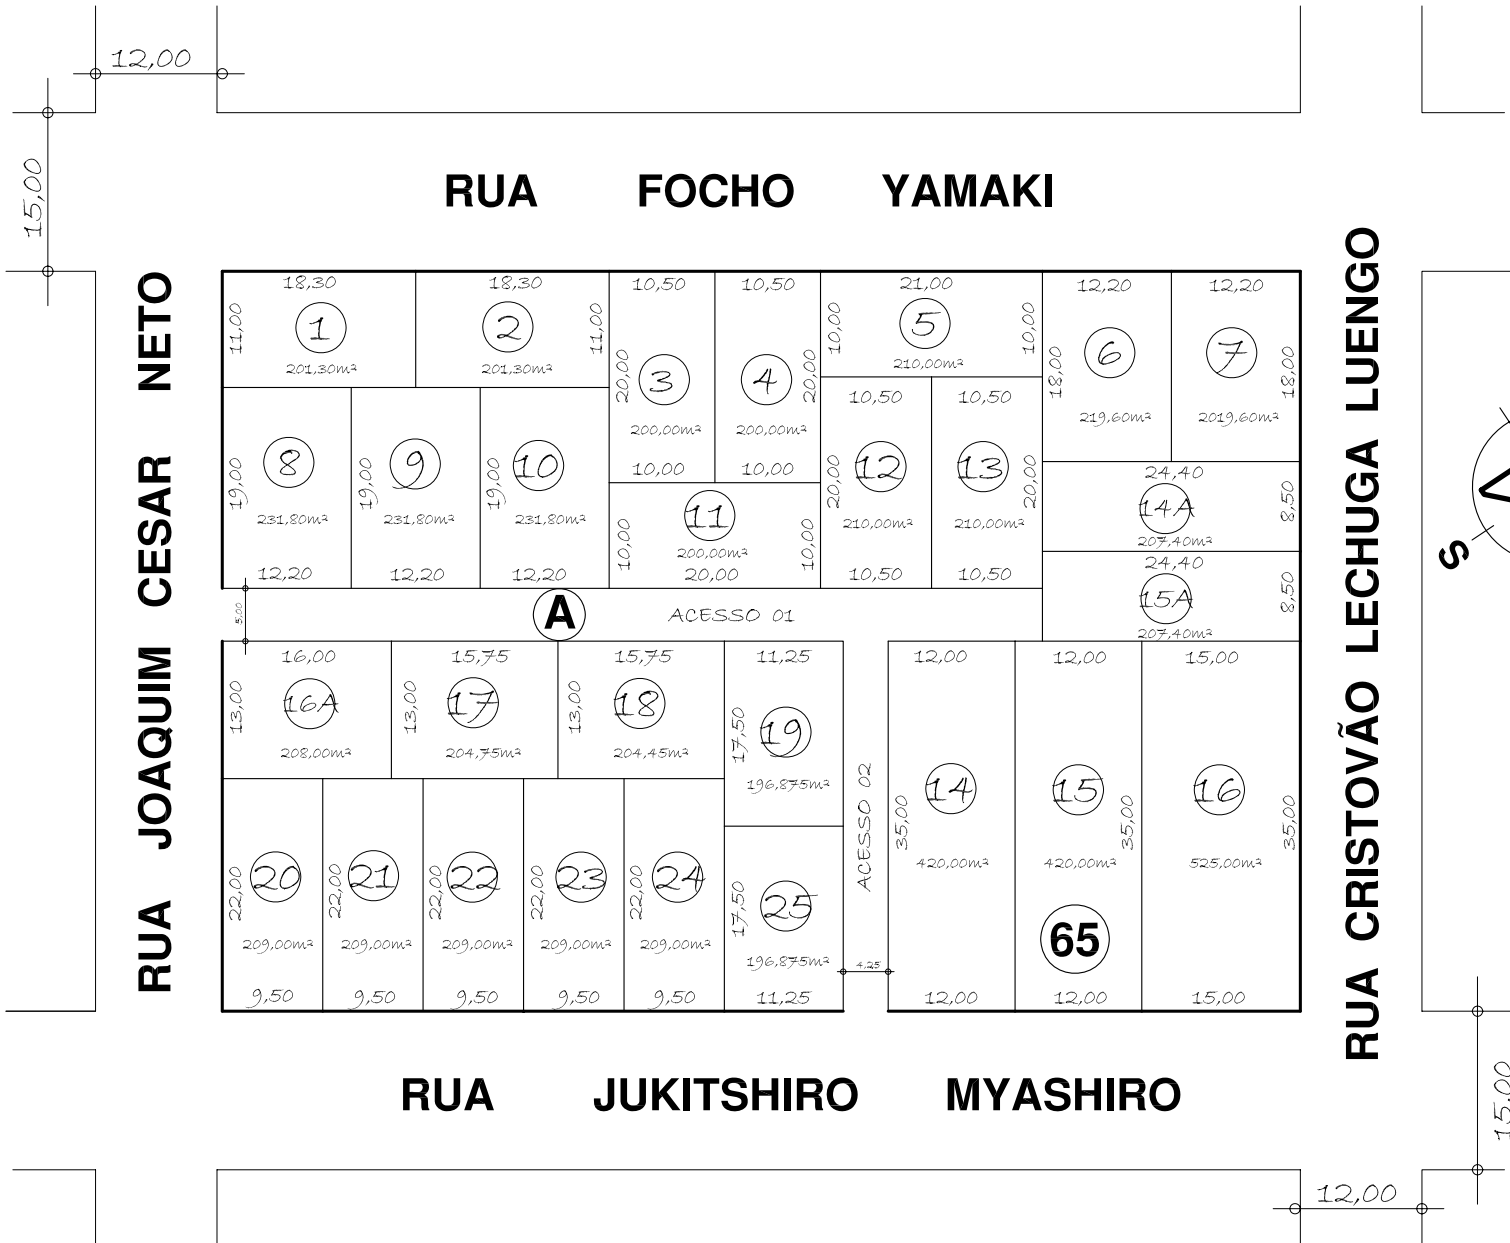 12,00
15,00
RUA FOCHO YAMAKI
RUA JOAQUIM CESAR NETO
RUA CRISTOVÃO LECHUGA LUENGO
18,30
11,00
1
201,30m²
18,30
2
11,00
201,30m²
10,50
20,00
3
200,00m²
10,00
10,50
4
20,00
200,00m²
10,00
21,00
10,00
5
10,00
210,00m²
12,20
6
18,00
219,60m²
12,20
7
18,00
2019,60m²
8
19,00
231,80m²
12,20
9
19,00
231,80m²
12,20
10
19,00
231,80m²
12,20
11
10,00
200,00m²
10,00
20,00
10,50
12
20,00
210,00m²
10,50
10,50
13
20,00
210,00m²
10,50
24,40
14A
8,50
207,40m²
24,40
15A
8,50
207,40m²
S
5,00
A
ACESSO 01
16,00
13,00
16A
208,00m²
15,75
13,00
17
204,75m²
15,75
13,00
18
204,45m²
11,25
17,50
19
196,875m²
ACESSO 02
12,00
14
35,00
420,00m²
12,00
12,00
15
35,00
420,00m²
12,00
15,00
16
35,00
525,00m²
15,00
20
22,00
209,00m²
9,50
21
22,00
209,00m²
9,50
22
22,00
209,00m²
9,50
23
22,00
209,00m²
9,50
24
22,00
209,00m²
9,50
25
17,50
196,875m²
11,25
4,25
65
RUA JUKITSHIRO MYASHIRO
15,00
12,00